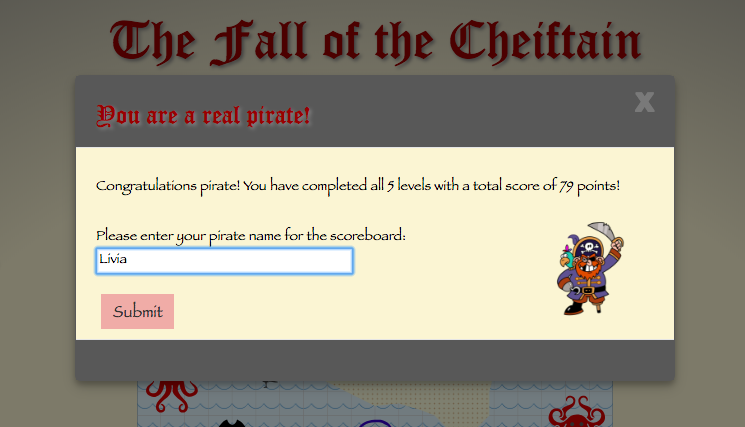 The Fall of the Cheiftain
You are a real pirate!
X
Congratulations pirate! You have completed all 5 levels with a total score of 79 points!
Please enter your pirate name for the scoreboard:
Livia
Submit